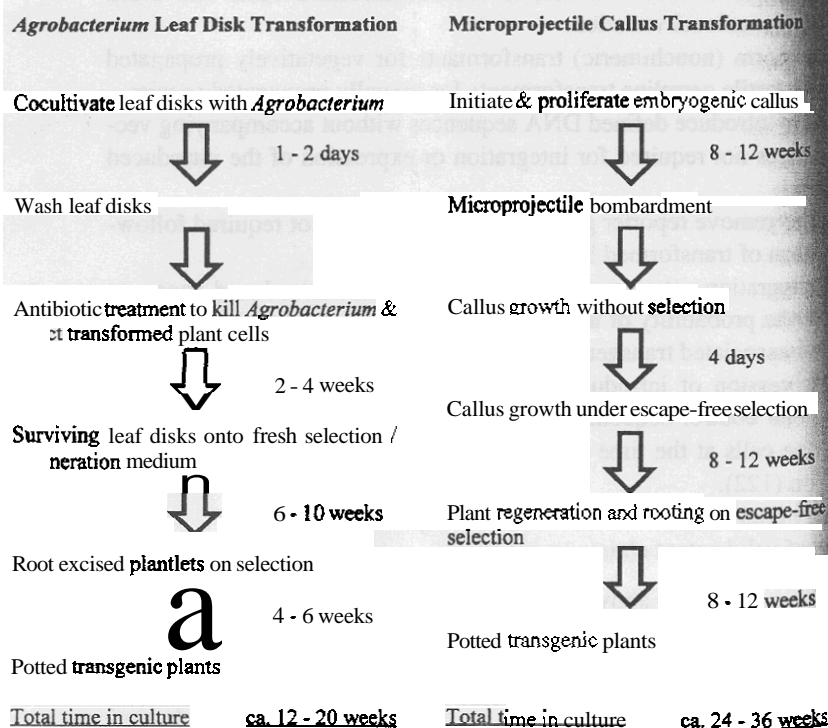 Agrobacterium Leaf Disk Transformation
Cocultivate leaf disks with Agrobacterium
1 - 2 days
Wash leaf disks
Antibiotic treatment to kill Agrobacterium &
ct transformed plant cells
2 - 4 weeks
Surviving leaf disks onto fresh selection /
neration medium
n
6 - 10 weeks
Root excised plantlets on selection
a
4 - 6 weeks
Potted transgenic plants
Total time in culture ca. 12 - 20 weeks
Microprojectile Callus Transformation
Initiate & proliferate embryogenic callus
8 - 12 weeks
Microprojectile bombardment
Callus growth without selection
4 days
Callus growth under escape-free selection
8 - 12 weeks
Plant regeneration and rooting on escape-free
selection
8 - 12 weeks
Potted transgenic plants
Total time in culture ca. 24 - 36 weeks